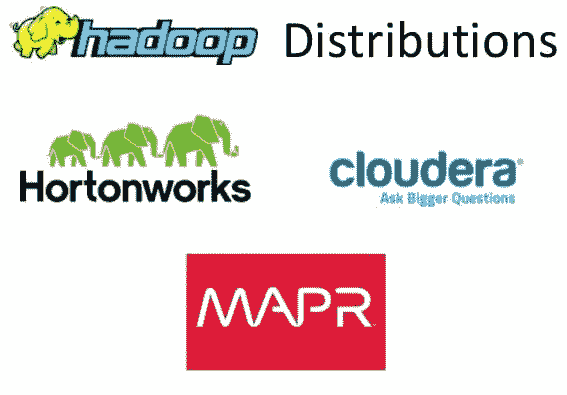 hadoop Distributions
Hortonworks
cloudera®
Ask Bigger Questions
MAPR